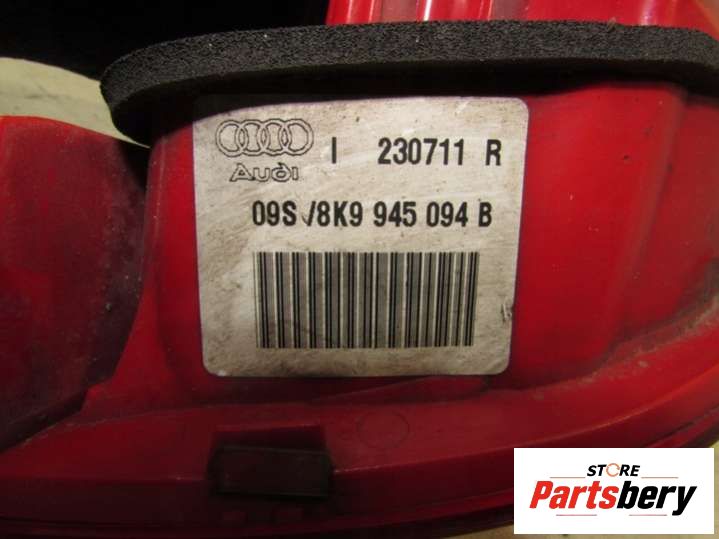 I 230711 R
Audi
09S /8K9 945 094 B
STORE
Partsbery